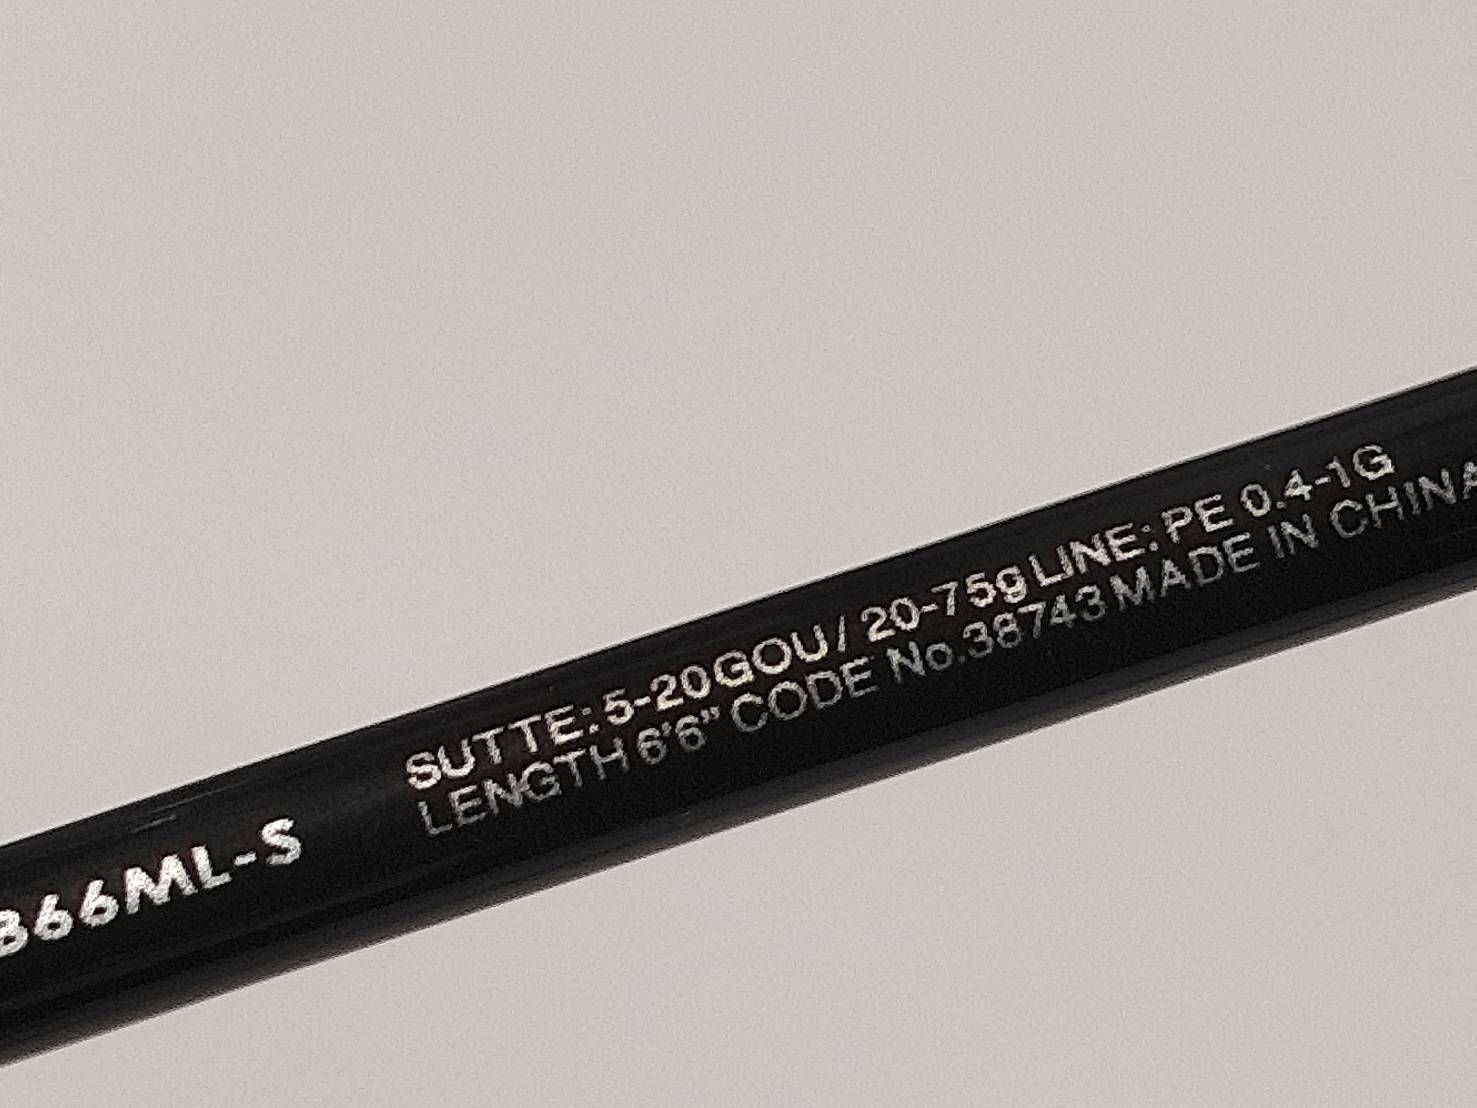 B66ML-S
SUTTE: 5-20GOU/ 20-75g LINE: PE 0.4-1G
LENGTH 6'6" CODE No.38743 MADE IN CHINA